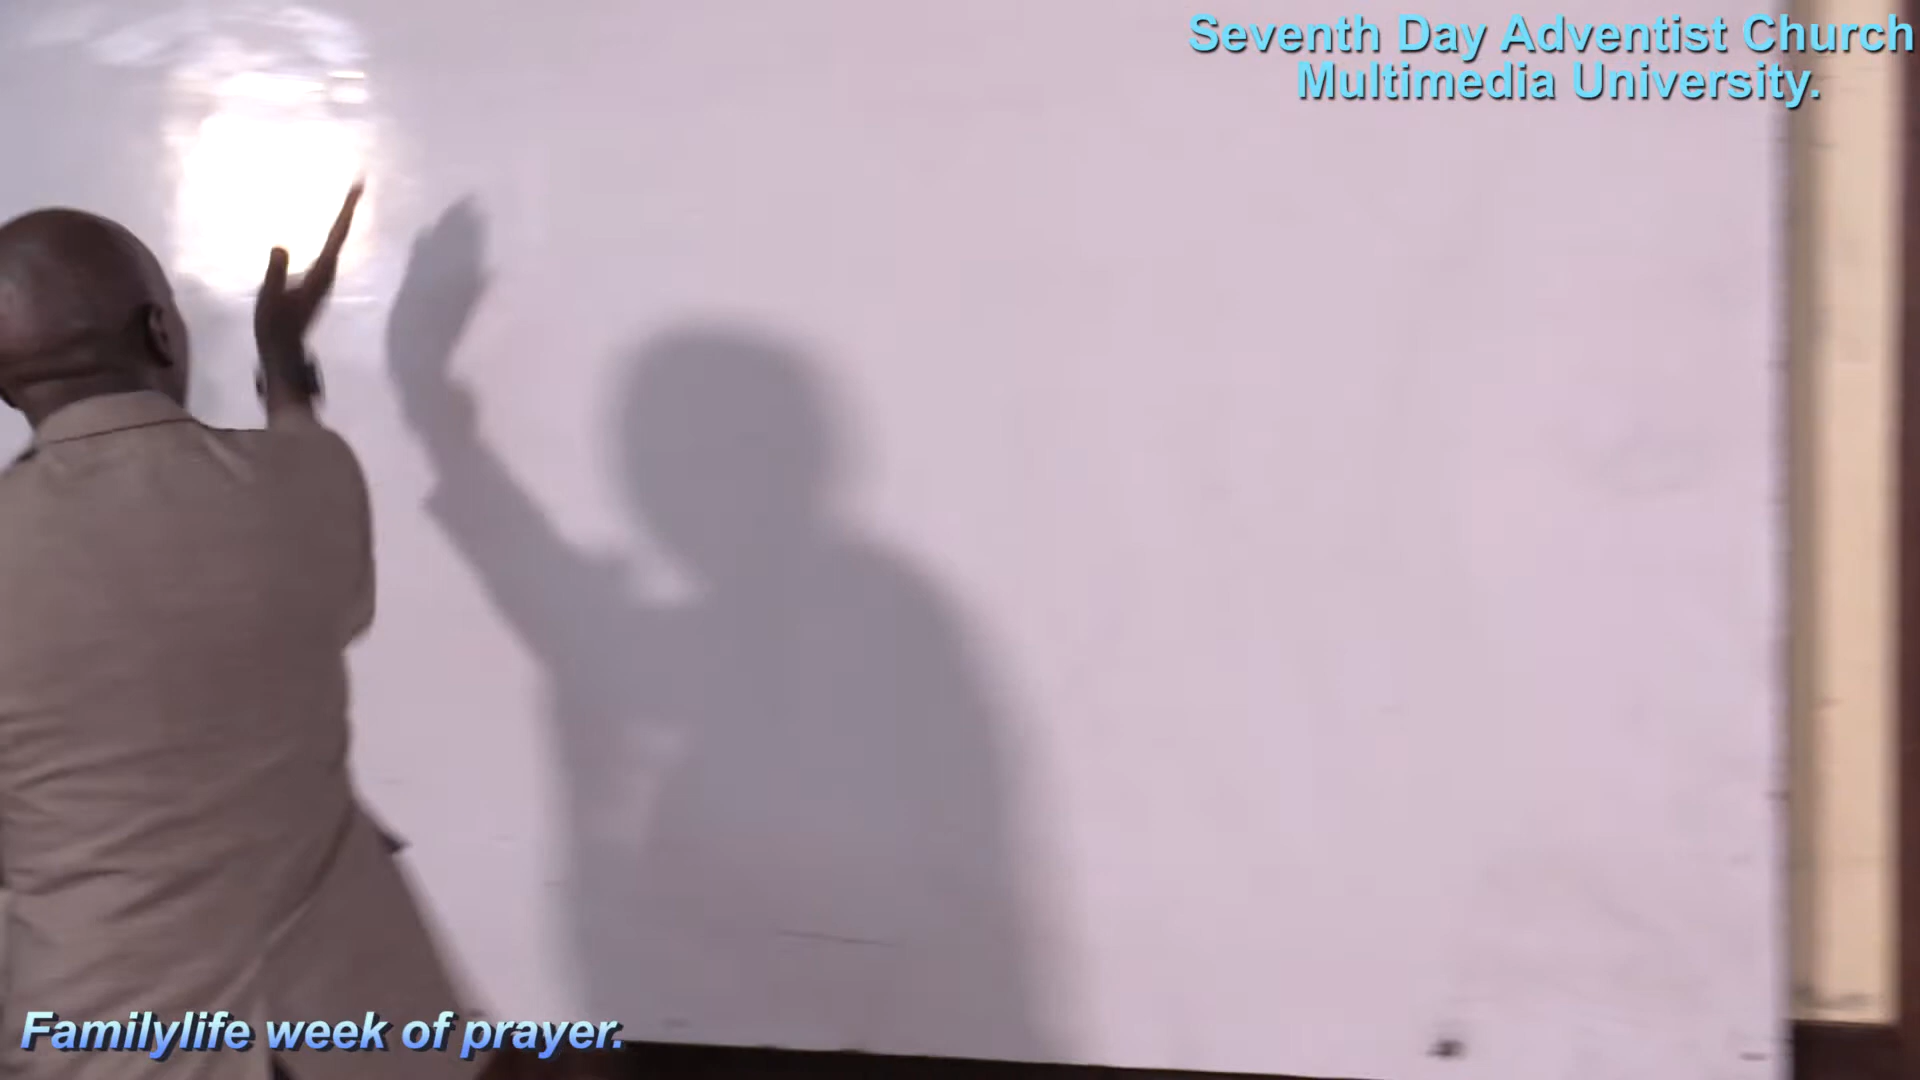 Seventh Day Adventist Church
Multimedia University.
Familylife week of prayer.